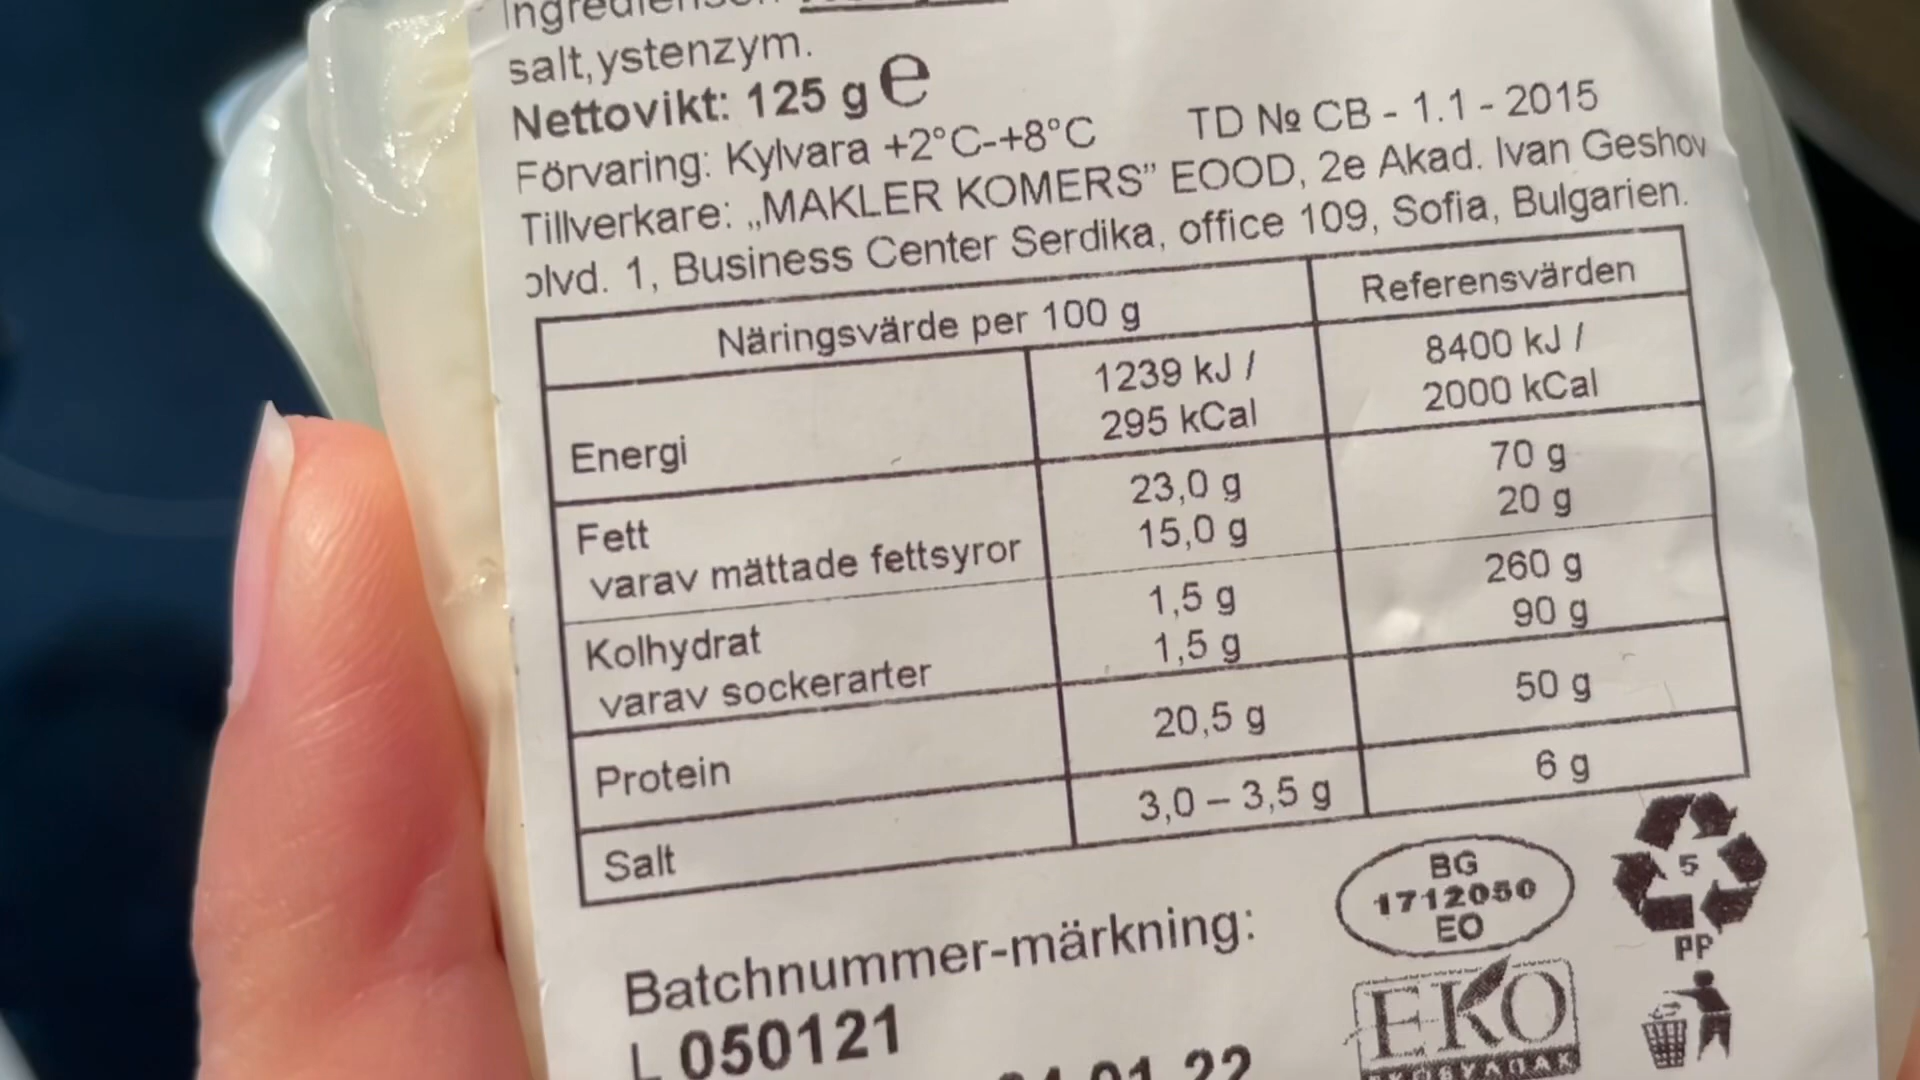 salt,ystenzym.
Nettovikt: 125 g e
Förvaring: Kylvara +2°C-+8°C TD № CB - 1.1 - 2015
Tillverkare: „MAKLER KOMERS” EOOD, 2e Akad. Ivan Geshov
blvd. 1, Business Center Serdika, office 109, Sofia, Bulgarien.
Näringsvärde per 100 g Referensvärden
Energi 1239 kJ / 8400 kJ /
295 kCal 2000 kCal
Fett 23,0 g 70 g
varav mättade fettsyror 15,0 g 20 g
Kolhydrat 1,5 g 260 g
varav sockerarter 1,5 g 90 g
Protein 20,5 g 50 g
Salt 3,0 – 3,5 g 6 g
BG
1712050
EO
5
PP
Batchnummer-märkning:
L 050121
01.22
EKO